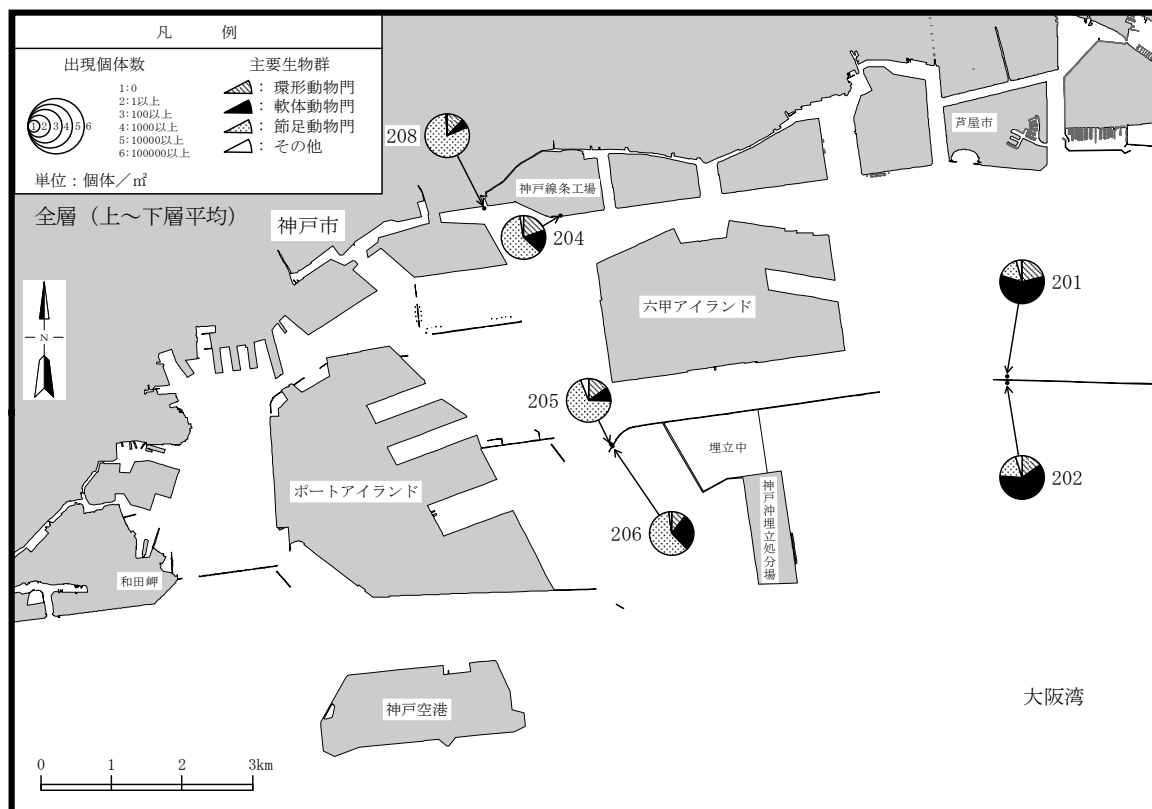 凡　例
出現個体数
1:0
2:1以上
3:100以上
4:1000以上
5:10000以上
6:100000以上
1 2 3 4 5 6
単位：個体／㎡
主要生物群
：環形動物門
：軟体動物門
：節足動物門
：その他
全層（上～下層平均）
208
神戸市
神戸線条工場
204
芦屋市
201
六甲アイランド
N
205
埋立中
202
ポートアイランド
神戸沖埋立処分場
206
和田岬
神戸空港
大阪湾
0 1 2 3km